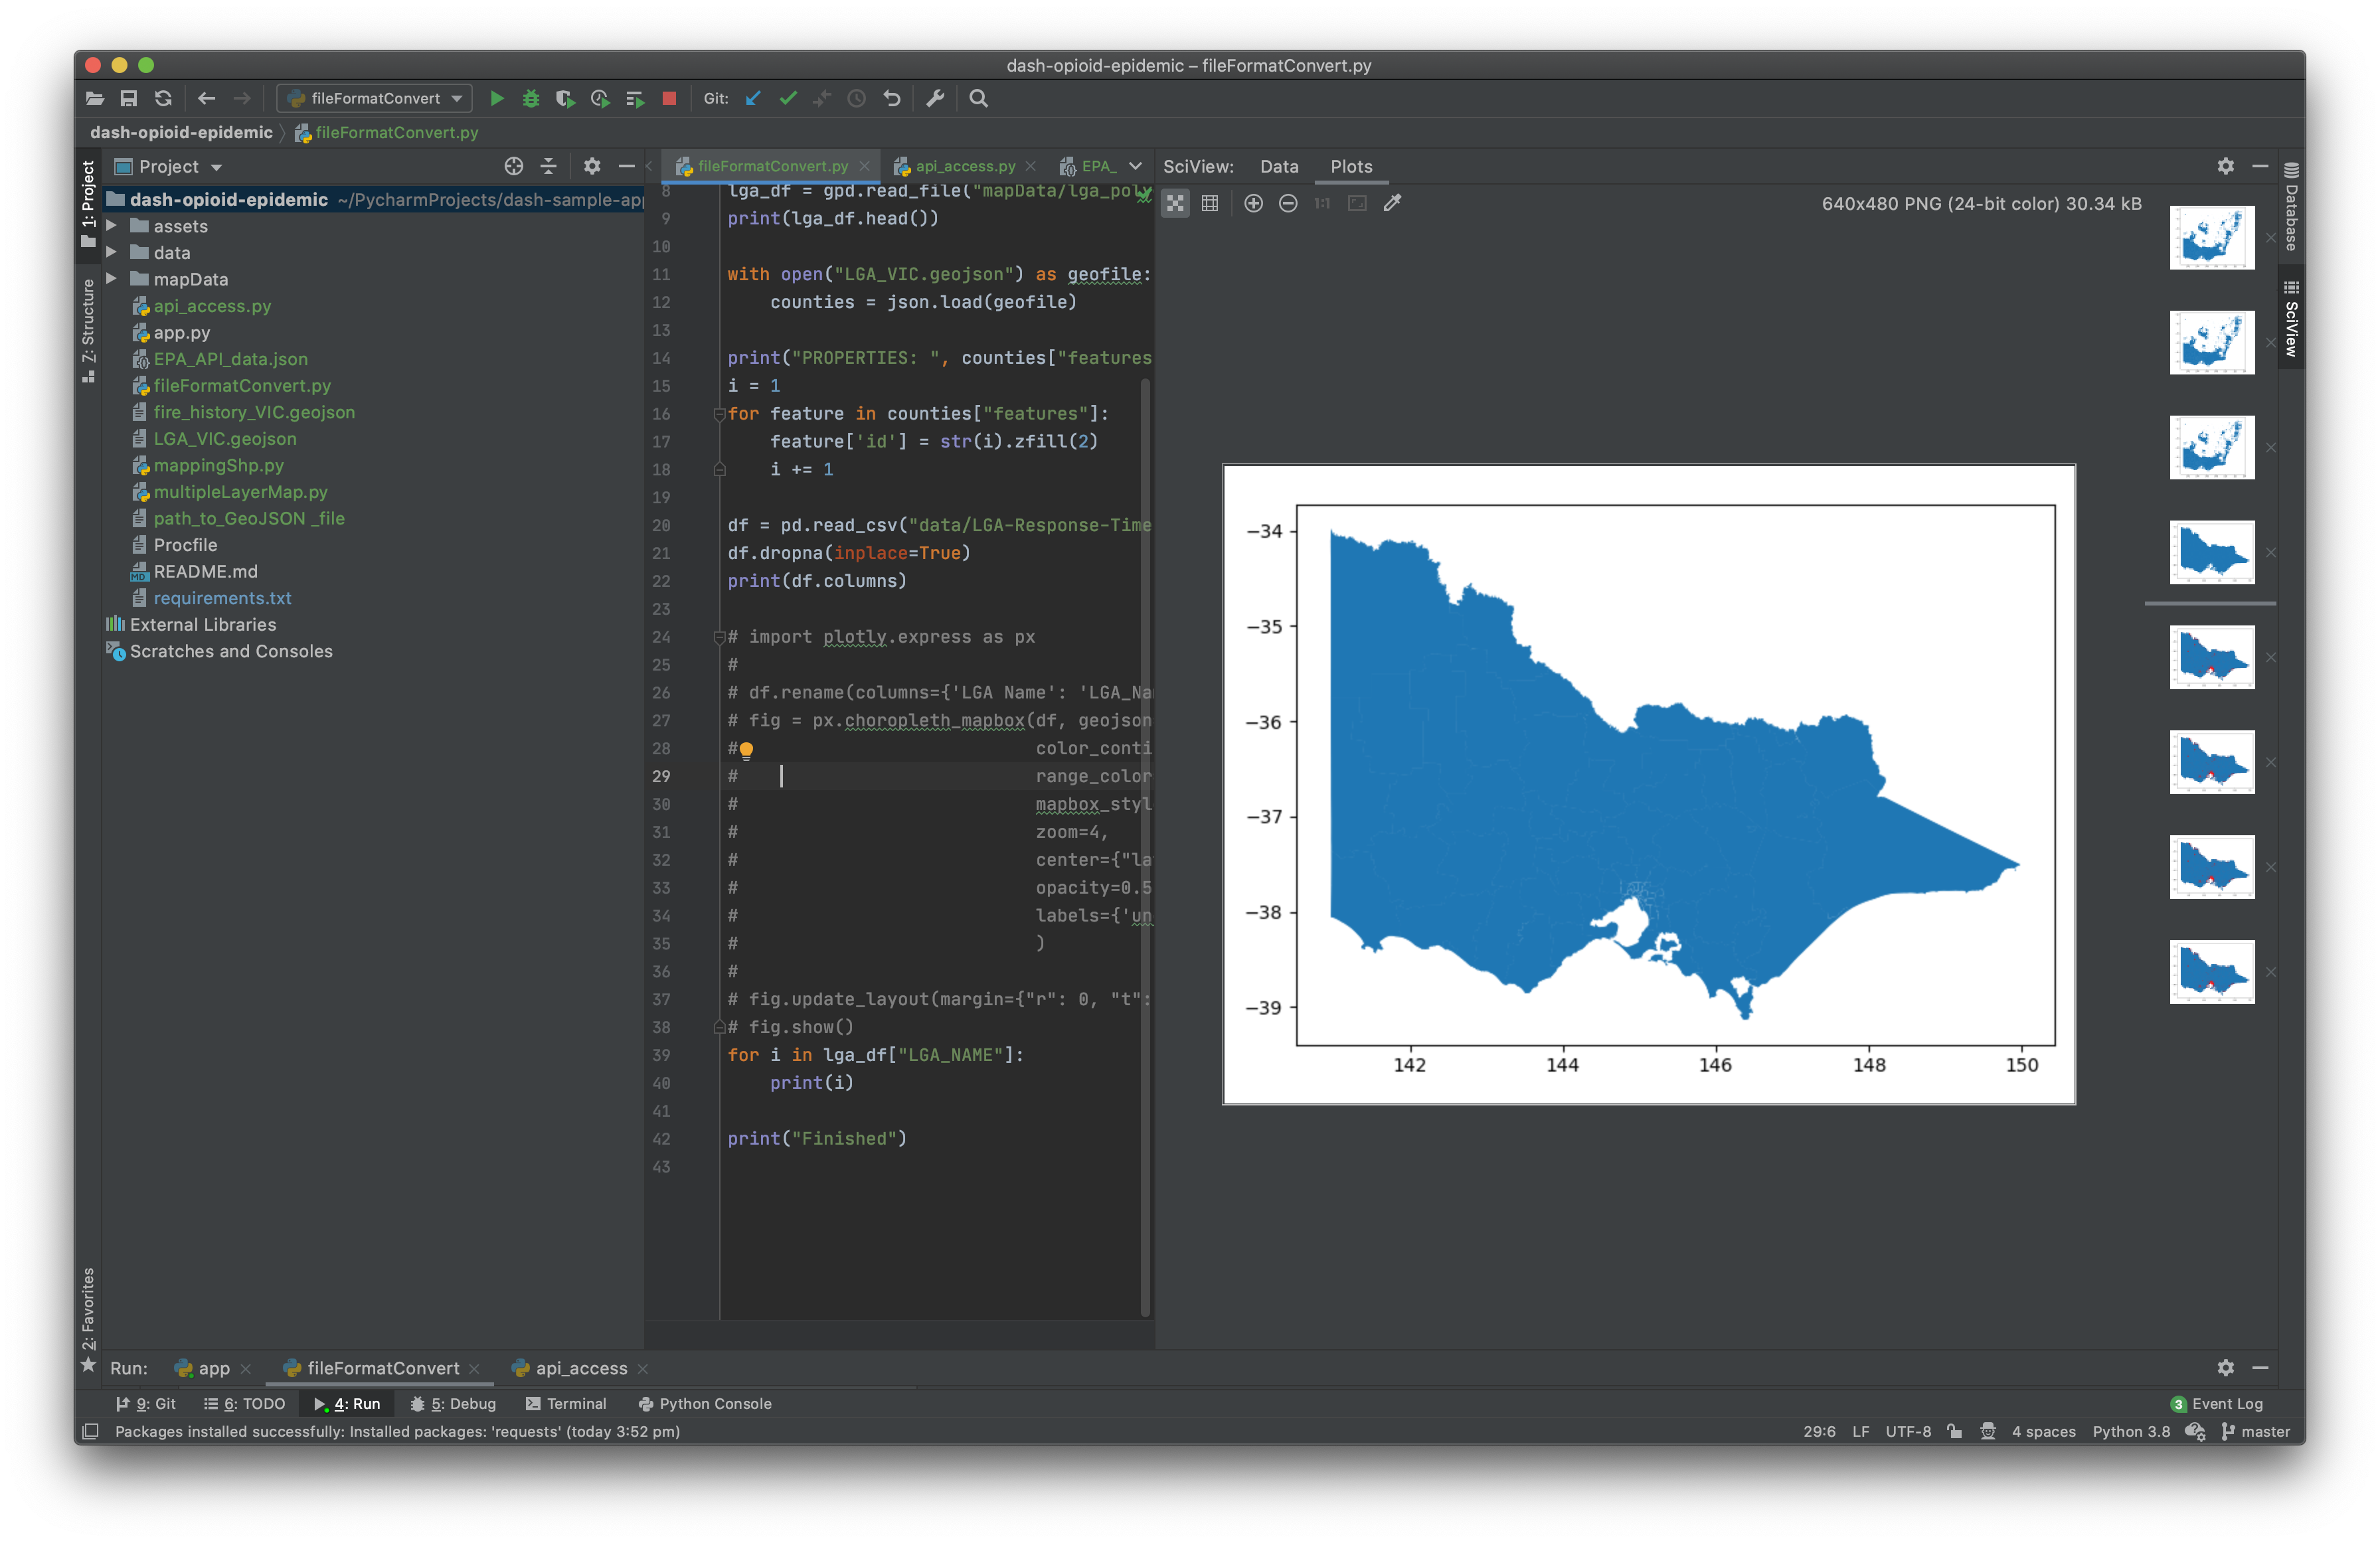 dash-opioid-epidemic – fileFormatConvert.py
fileFormatConvert
Git:
dash-opioid-epidemic
fileFormatConvert.py
1: Project
7: Structure
2: Favorites
Project
dash-opioid-epidemic ~/PycharmProjects/dash-sample-ap
assets
data
mapData
api_access.py
app.py
EPA_API_data.json
fileFormatConvert.py
fire_history_VIC.geojson
LGA_VIC.geojson
mappingShp.py
multipleLayerMap.py
path_to_GeoJSON _file
Procfile
README.md
requirements.txt
External Libraries
Scratches and Consoles
fileFormatConvert.py
api_access.py
EPA_
8 lga_df = gpd.read_file("mapData/lga_poly
9 print(lga_df.head())
10
11 with open("LGA_VIC.geojson") as geofile:
12 counties = json.load(geofile)
13
14 print("PROPERTIES: ", counties["features
15 i = 1
16 for feature in counties["features"]:
17 feature['id'] = str(i).zfill(2)
18 i += 1
19
20 df = pd.read_csv("data/LGA-Response-Time
21 df.dropna(inplace=True)
22 print(df.columns)
23
24 # import plotly.express as px
25 #
26 # df.rename(columns={'LGA Name': 'LGA_Na
27 # fig = px.choropleth_mapbox(df, geojson
28 # color_conti
29 # range_color
30 # mapbox_styl
31 # zoom=4,
32 # center={"la
33 # opacity=0.5
34 # labels={'un
35 # )
36 #
37 # fig.update_layout(margin={"r": 0, "t":
38 # fig.show()
39 for i in lga_df["LGA_NAME"]:
40 print(i)
41
42 print("Finished")
43
SciView: Data Plots
1:1
640x480 PNG (24-bit color) 30.34 kB
−34
−35
−36
−37
−38
−39
142 144 146 148 150
Database
SciView
Run: app fileFormatConvert api_access
9: Git 6: TODO 4: Run 5: Debug Terminal Python Console
3 Event Log
Packages installed successfully: Installed packages: 'requests' (today 3:52 pm)
29:6 LF UTF-8 4 spaces Python 3.8 master